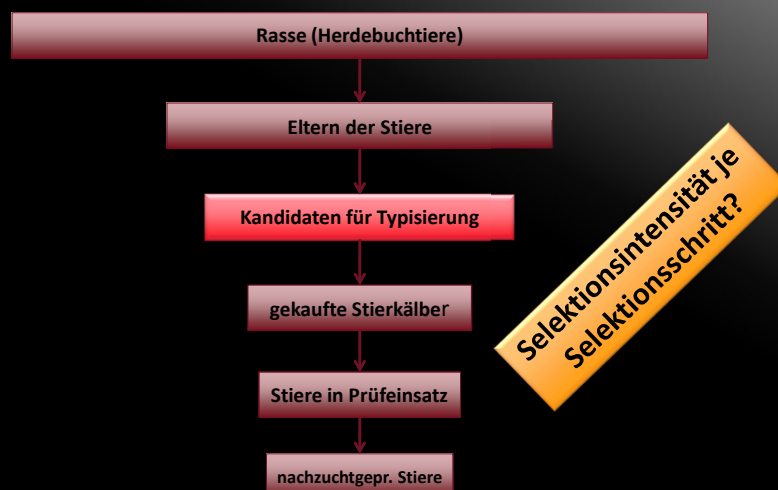 Rasse (Herdebuchtiere)
Eltern der Stiere
Kandidaten für Typisierung
gekaufte Stierkälber
Stiere in Prüfeinsatz
nachzuchtgepr. Stiere
Selektionsintensität je
Selektionsschritt?